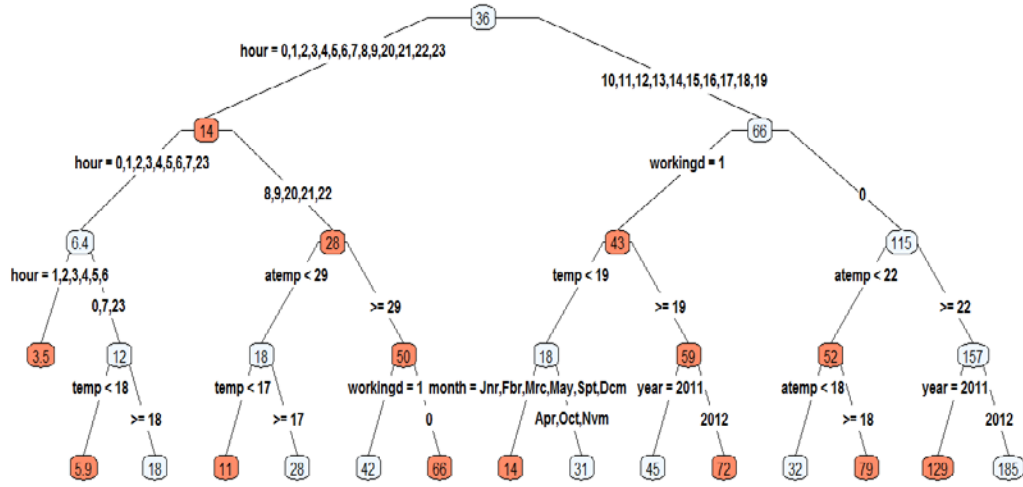 36
hour = 0,1,2,3,4,5,6,7,8,9,20,21,22,23
10,11,12,13,14,15,16,17,18,19
14
66
hour = 0,1,2,3,4,5,6,7,23
workingd = 1
8,9,20,21,22
0
6.4
28
43
115
hour = 1,2,3,4,5,6
atemp < 29
temp < 19
atemp < 22
0,7,23
>= 29
>= 19
>= 22
3.5
12
18
50
18
59
52
157
temp < 18
temp < 17
workingd = 1
month = Jnr,Fbr,Mrc,May,Spt,Dcm
year = 2011
atemp < 18
year = 2011
>= 18
>= 17
0
Apr,Oct,Nvm
2012
>= 18
2012
5.9
18
11
28
42
66
14
31
45
72
32
79
129
185